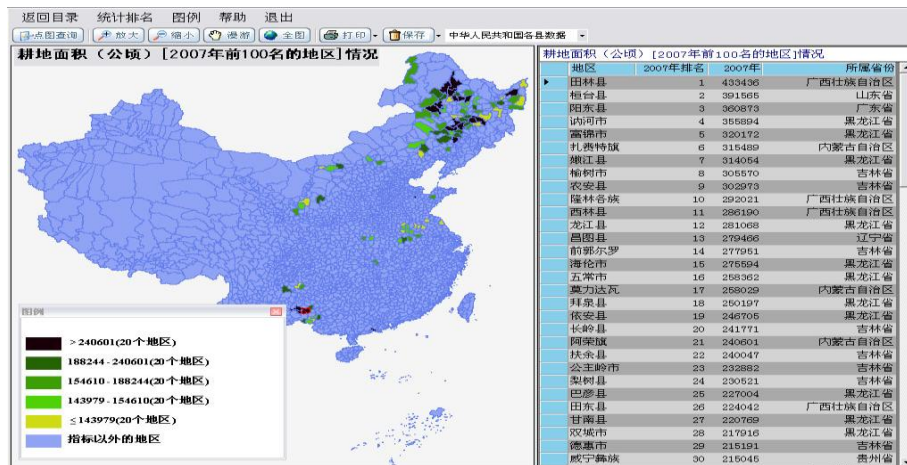 返回目录 统计排名 图例 帮助 退出
点图查询 放大 缩小 漫游 全图 打印 保存 中华人民共和国各县数据
耕地面积（公顷）[2007年前100名的地区]情况
图例
>240601(20个地区)
188244-240601(20个地区)
154610-188244(20个地区)
143979-154610(20个地区)
≤143979(20个地区)
指标以外的地区
耕地面积（公顷）[2007年前100名的地区]情况
地区 2007年排名 2007年 所属省份
田林县 1 433436 广西壮族自治区
桓台县 2 391565 山东省
阳东县 3 360873 广东省
讷河市 4 355894 黑龙江省
富锦市 5 320172 黑龙江省
扎赉特旗 6 315489 内蒙古自治区
嫩江县 7 314054 黑龙江省
榆树市 8 305570 吉林省
农安县 9 302973 吉林省
隆林各族 10 292021 广西壮族自治区
西林县 11 286190 广西壮族自治区
龙江县 12 281068 黑龙江省
昌图县 13 279466 辽宁省
前郭尔罗 14 277951 吉林省
海伦市 15 275594 黑龙江省
五常市 16 258362 黑龙江省
莫力达瓦 17 258029 内蒙古自治区
拜泉县 18 250197 黑龙江省
依安县 19 246705 黑龙江省
长岭县 20 241771 吉林省
阿荣旗 21 240601 内蒙古自治区
扶余县 22 240047 吉林省
公主岭市 23 232882 吉林省
梨树县 24 230521 吉林省
巴彦县 25 227004 黑龙江省
田东县 26 224042 广西壮族自治区
甘南县 27 220769 黑龙江省
双城市 28 217916 黑龙江省
德惠市 29 215191 吉林省
威宁彝族 30 215045 贵州省